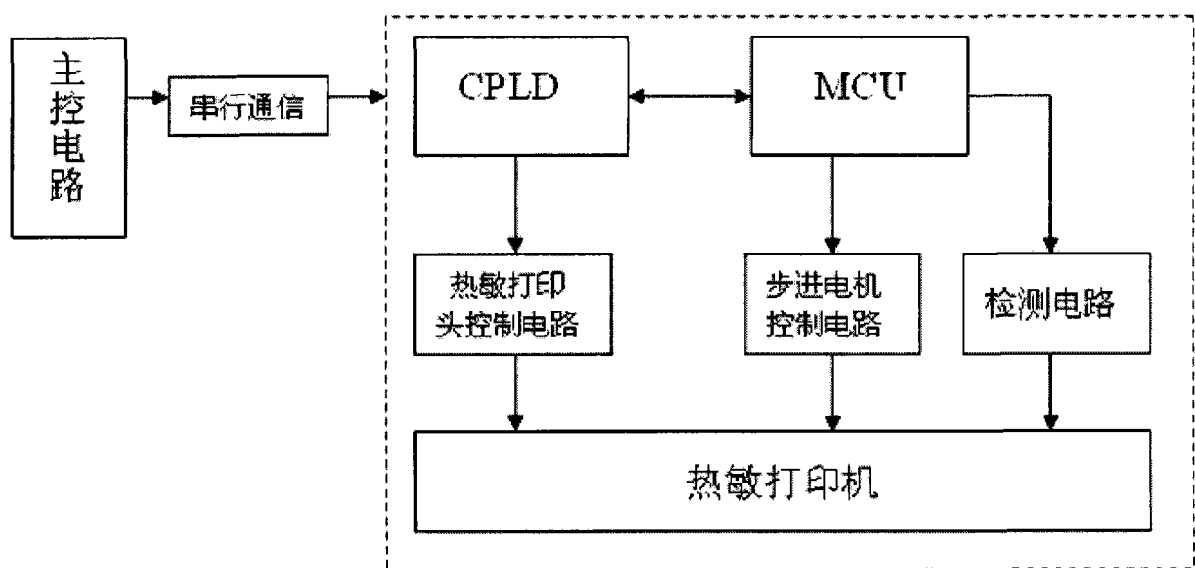 主
控
电
路
串行通信
CPLD
MCU
热敏打印
头控制电路
步进电机
控制电路
检测电路
热敏打印机